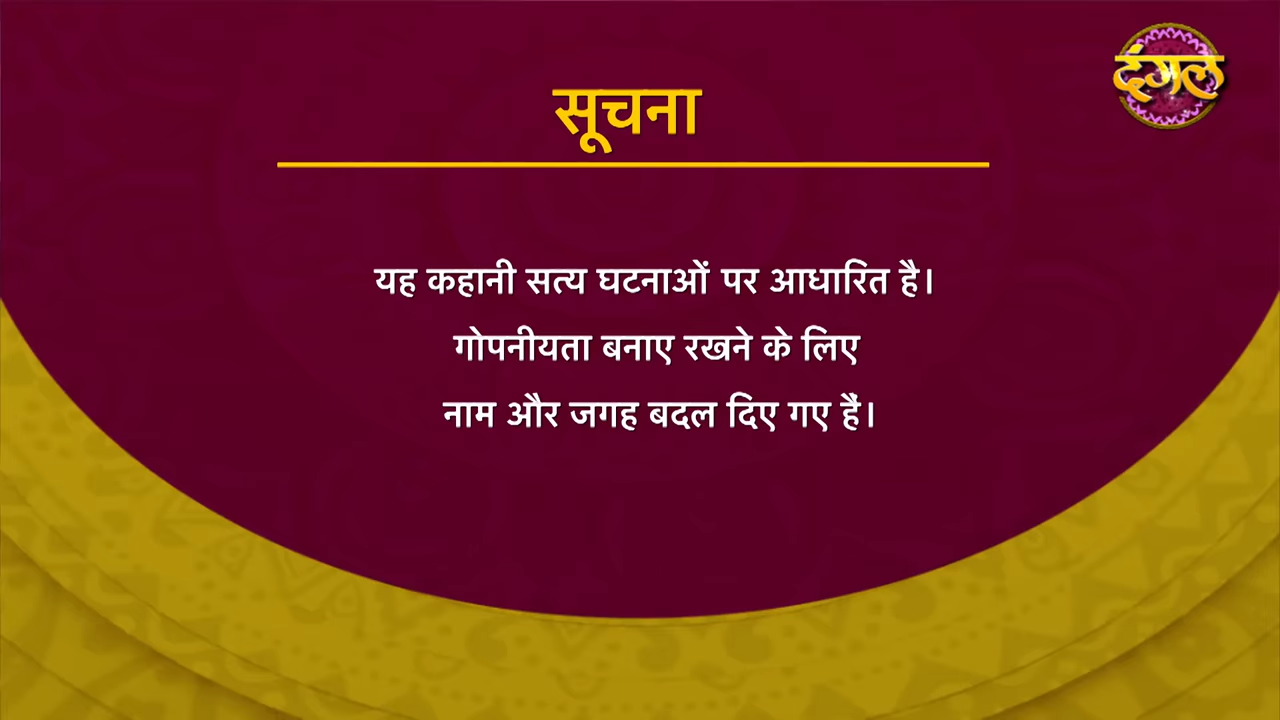 दंगल
सूचना
यह कहानी सत्य घटनाओं पर आधारित है।
गोपनीयता बनाए रखने के लिए
नाम और जगह बदल दिए गए हैं।